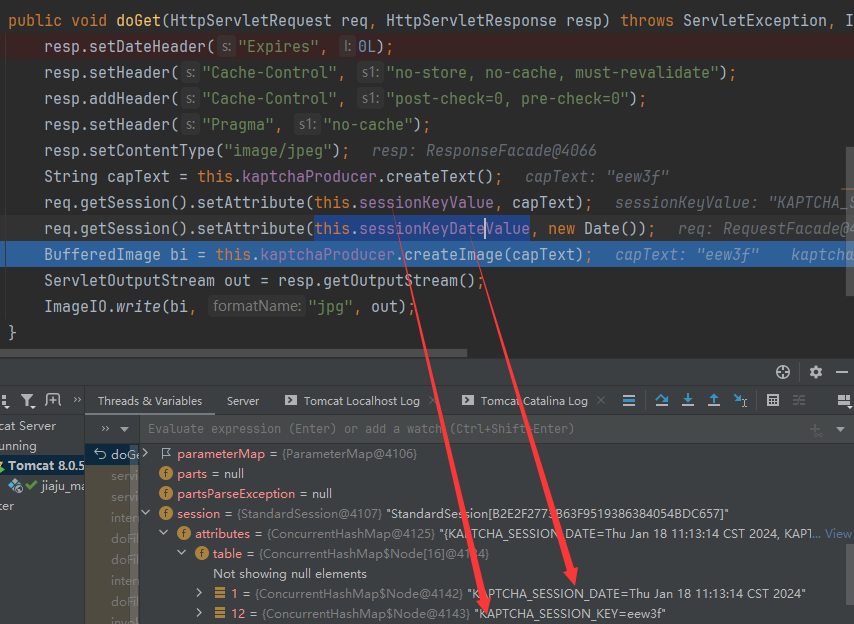 public void doGet(HttpServletRequest req, HttpServletResponse resp) throws ServletException, I
resp.setDateHeader( s: "Expires", l: 0L);
resp.setHeader( s: "Cache-Control", s1: "no-store, no-cache, must-revalidate");
resp.addHeader( s: "Cache-Control", s1: "post-check=0, pre-check=0");
resp.setHeader( s: "Pragma", s1: "no-cache");
resp.setContentType("image/jpeg"); resp: ResponseFacade@4066
String capText = this.kaptchaProducer.createText(); capText: "eew3f"
req.getSession().setAttribute(this.sessionKeyValue, capText); sessionKeyValue: "KAPTCHA_S
req.getSession().setAttribute(this.sessionKeyDateValue, new Date()); req: RequestFacade@4
BufferedImage bi = this.kaptchaProducer.createImage(capText); capText: "eew3f" kaptcha
ServletOutputStream out = resp.getOutputStream();
ImageIO.write(bi, formatName: "jpg", out);
}
Threads & Variables Server Tomcat Localhost Log Tomcat Catalina Log
Evaluate expression (Enter) or add a watch (Ctrl+Shift+Enter)
cat Server
unning
Tomcat 8.0.5
jiaju_ma
ter
doGe
servi
servi
inter
doFil
doFil
inter
doFil
invol
parameterMap = {ParameterMap@4106}
parts = null
partsParseException = null
session = {StandardSession@4107} "StandardSession[B2E2F2773B63F9519386384054BDC657]"
attributes = {ConcurrentHashMap@4125} "{KAPTCHA_SESSION_DATE=Thu Jan 18 11:13:14 CST 2024, KAPT... View
table = {ConcurrentHashMap$Node[16]@4134}
Not showing null elements
1 = {ConcurrentHashMap$Node@4142} "KAPTCHA_SESSION_DATE=Thu Jan 18 11:13:14 CST 2024"
12 = {ConcurrentHashMap$Node@4143} "KAPTCHA_SESSION_KEY=eew3f"